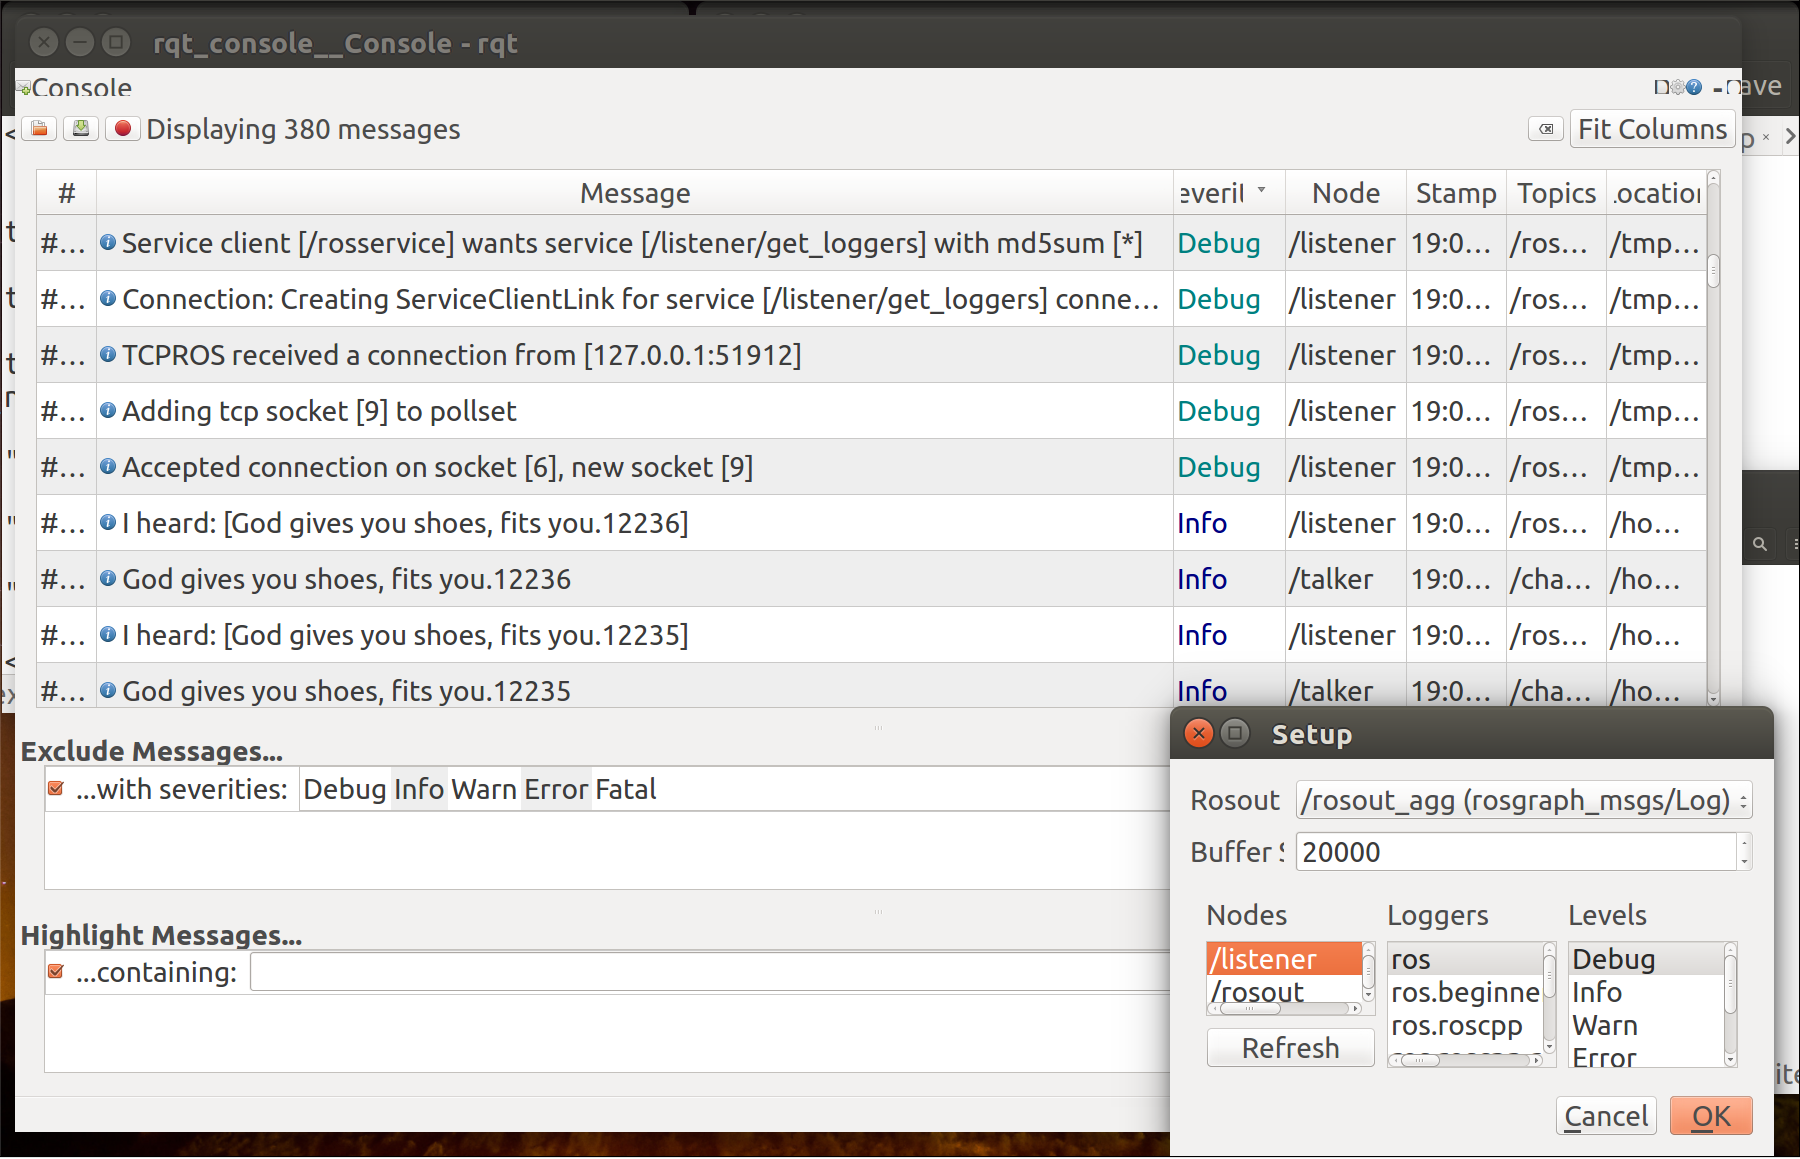 rqt_console__Console - rqt
Console
ave
Displaying 380 messages
Fit Columns
# Message everit Node Stamp Topics Location
#... Service client [/rosservice] wants service [/listener/get_loggers] with md5sum [*] Debug /listener 19:0... /ros... /tmp...
#... Connection: Creating ServiceClientLink for service [/listener/get_loggers] conne... Debug /listener 19:0... /ros... /tmp...
#... TCPROS received a connection from [127.0.0.1:51912] Debug /listener 19:0... /ros... /tmp...
#... Adding tcp socket [9] to pollset Debug /listener 19:0... /ros... /tmp...
#... Accepted connection on socket [6], new socket [9] Debug /listener 19:0... /ros... /tmp...
#... I heard: [God gives you shoes, fits you.12236] Info /listener 19:0... /ros... /ho...
#... God gives you shoes, fits you.12236 Info /talker 19:0... /cha... /ho...
#... I heard: [God gives you shoes, fits you.12235] Info /listener 19:0... /ros... /ho...
#... God gives you shoes, fits you.12235 Info /talker 19:0... /cha... /ho...
Exclude Messages...
...with severities: Debug Info Warn Error Fatal
Highlight Messages...
...containing:
Setup
Rosout /rosout_agg (rosgraph_msgs/Log)
Buffer S 20000
Nodes Loggers Levels
/listener ros Debug
/rosout ros.beginne Info
ros.roscpp Warn
Error
Refresh
Cancel OK